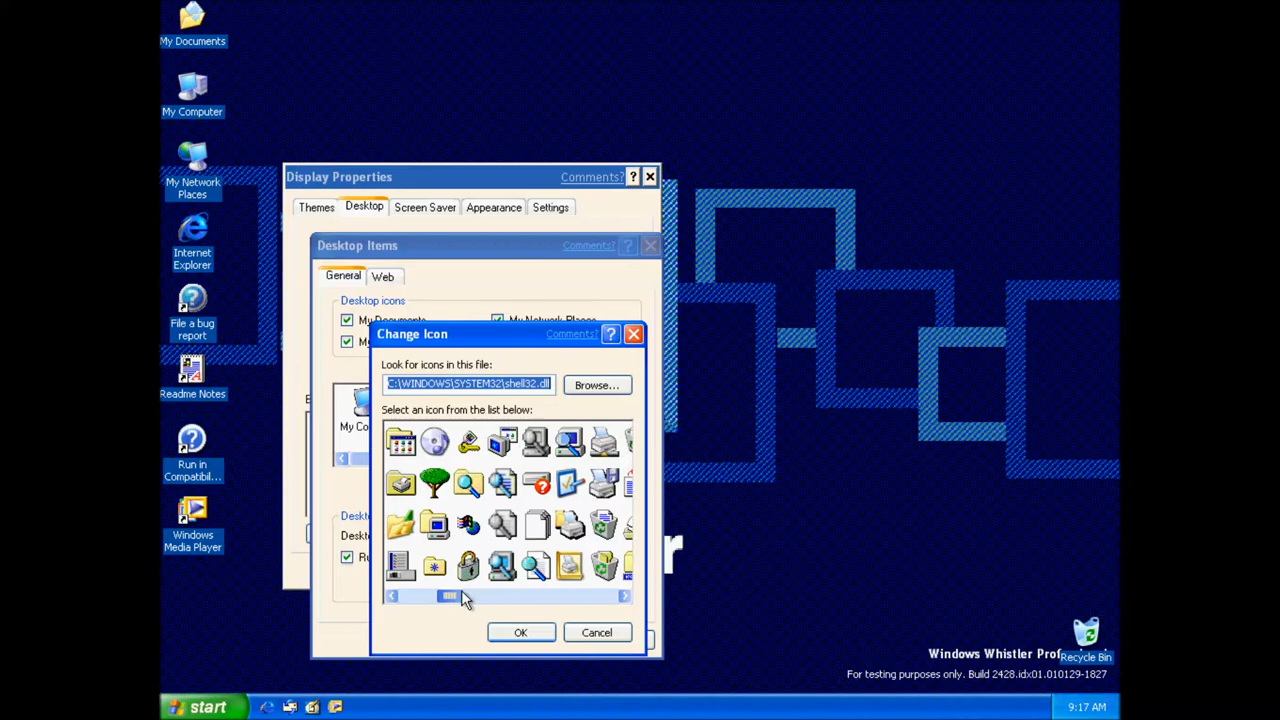 My Documents
My Computer
My Network
Places
Internet
Explorer
File a bug
report
Readme Notes
Run in
Compatibil...
Windows
Media Player
Display Properties
Comments?
Themes
Desktop
Screen Saver
Appearance
Settings
Desktop Items
Comments?
General
Web
Desktop icons
My Documents
My Network Places
My Co
Change Icon
Comments?
Look for icons in this file:
C:\WINDOWS\SYSTEM32\shell32.dll
Browse...
Select an icon from the list below:
OK
Cancel
Windows Whistler Prof
Recycle Bin
For testing purposes only. Build 2428.idx01.010129-1827
start
9:17 AM